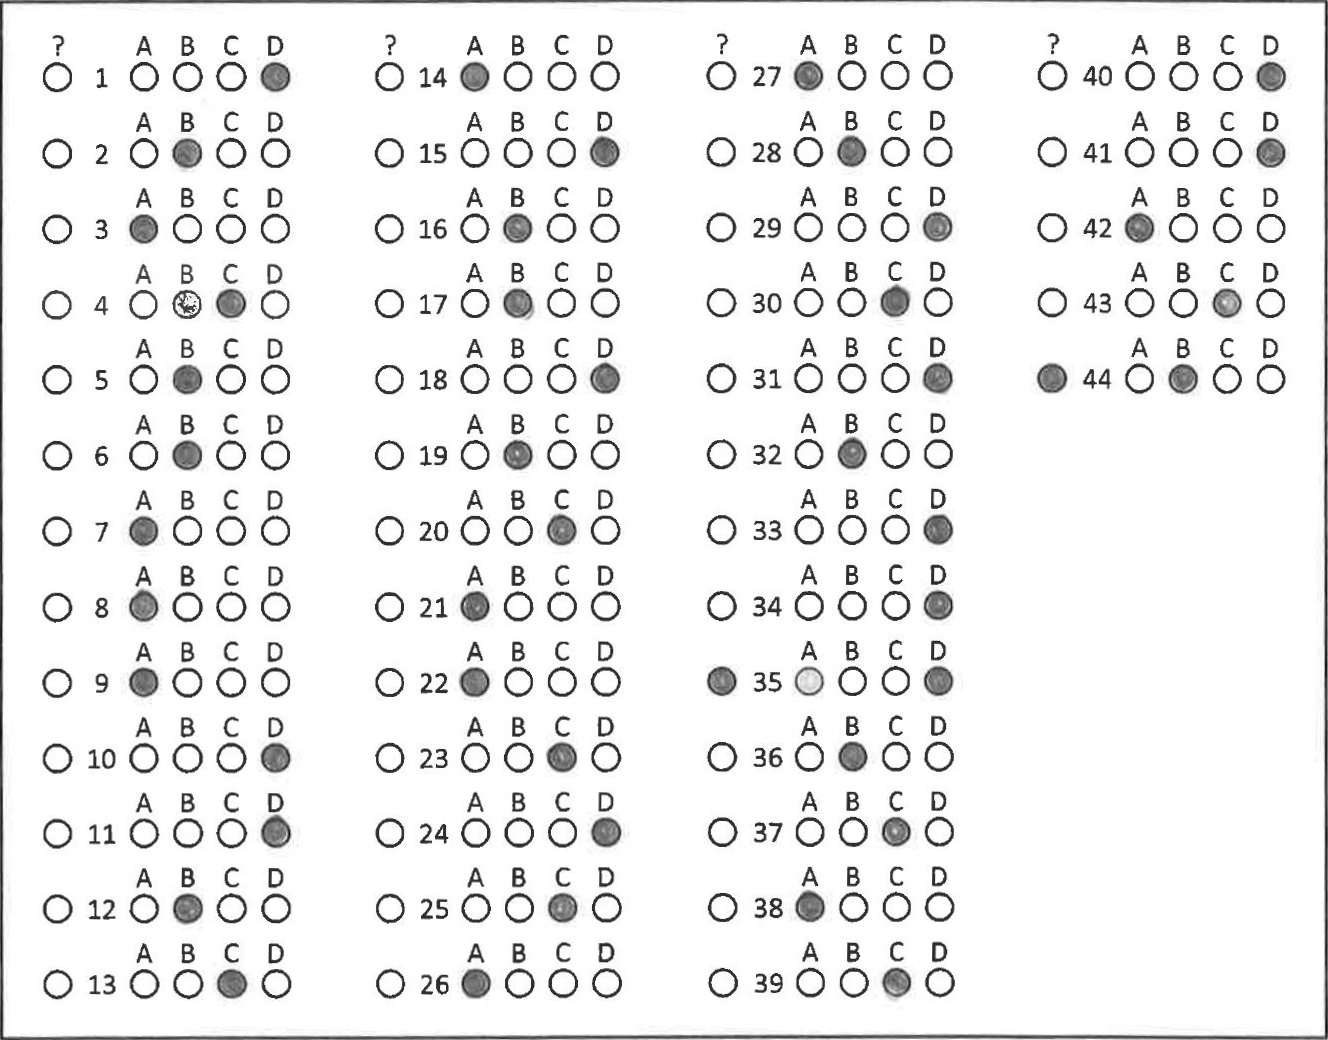 ? A B C D
1
A B C D
2
A B C D
3
A B C D
4
A B C D
5
A B C D
6
A B C D
7
A B C D
8
A B C D
9
A B C D
10
A B C D
11
A B C D
12
A B C D
13
? A B C D
14
A B C D
15
A B C D
16
A B C D
17
A B C D
18
A B C D
19
A B C D
20
A B C D
21
A B C D
22
A B C D
23
A B C D
24
A B C D
25
A B C D
26
? A B C D
27
A B C D
28
A B C D
29
A B C D
30
A B C D
31
A B C D
32
A B C D
33
A B C D
34
A B C D
35
A B C D
36
A B C D
37
A B C D
38
A B C D
39
? A B C D
40
A B C D
41
A B C D
42
A B C D
43
A B C D
44